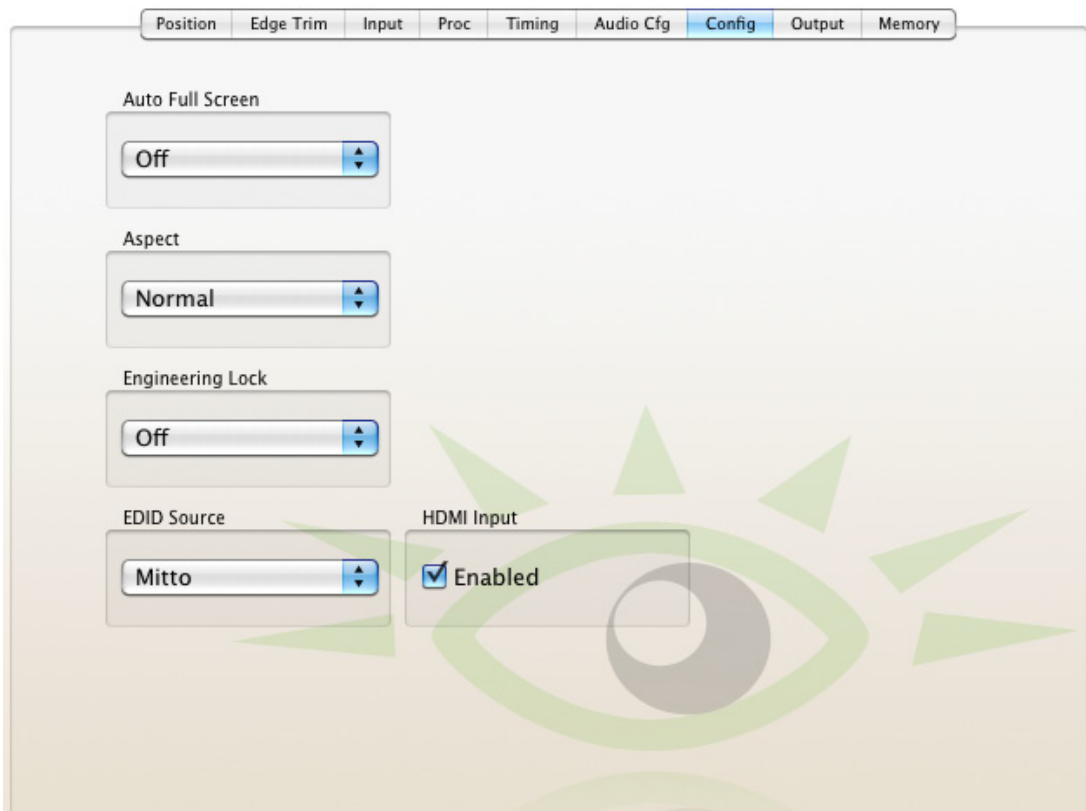 Position Edge Trim Input Proc Timing Audio Cfg Config Output Memory
Auto Full Screen
Off
Aspect
Normal
Engineering Lock
Off
EDID Source HDMI Input
Mitto Enabled